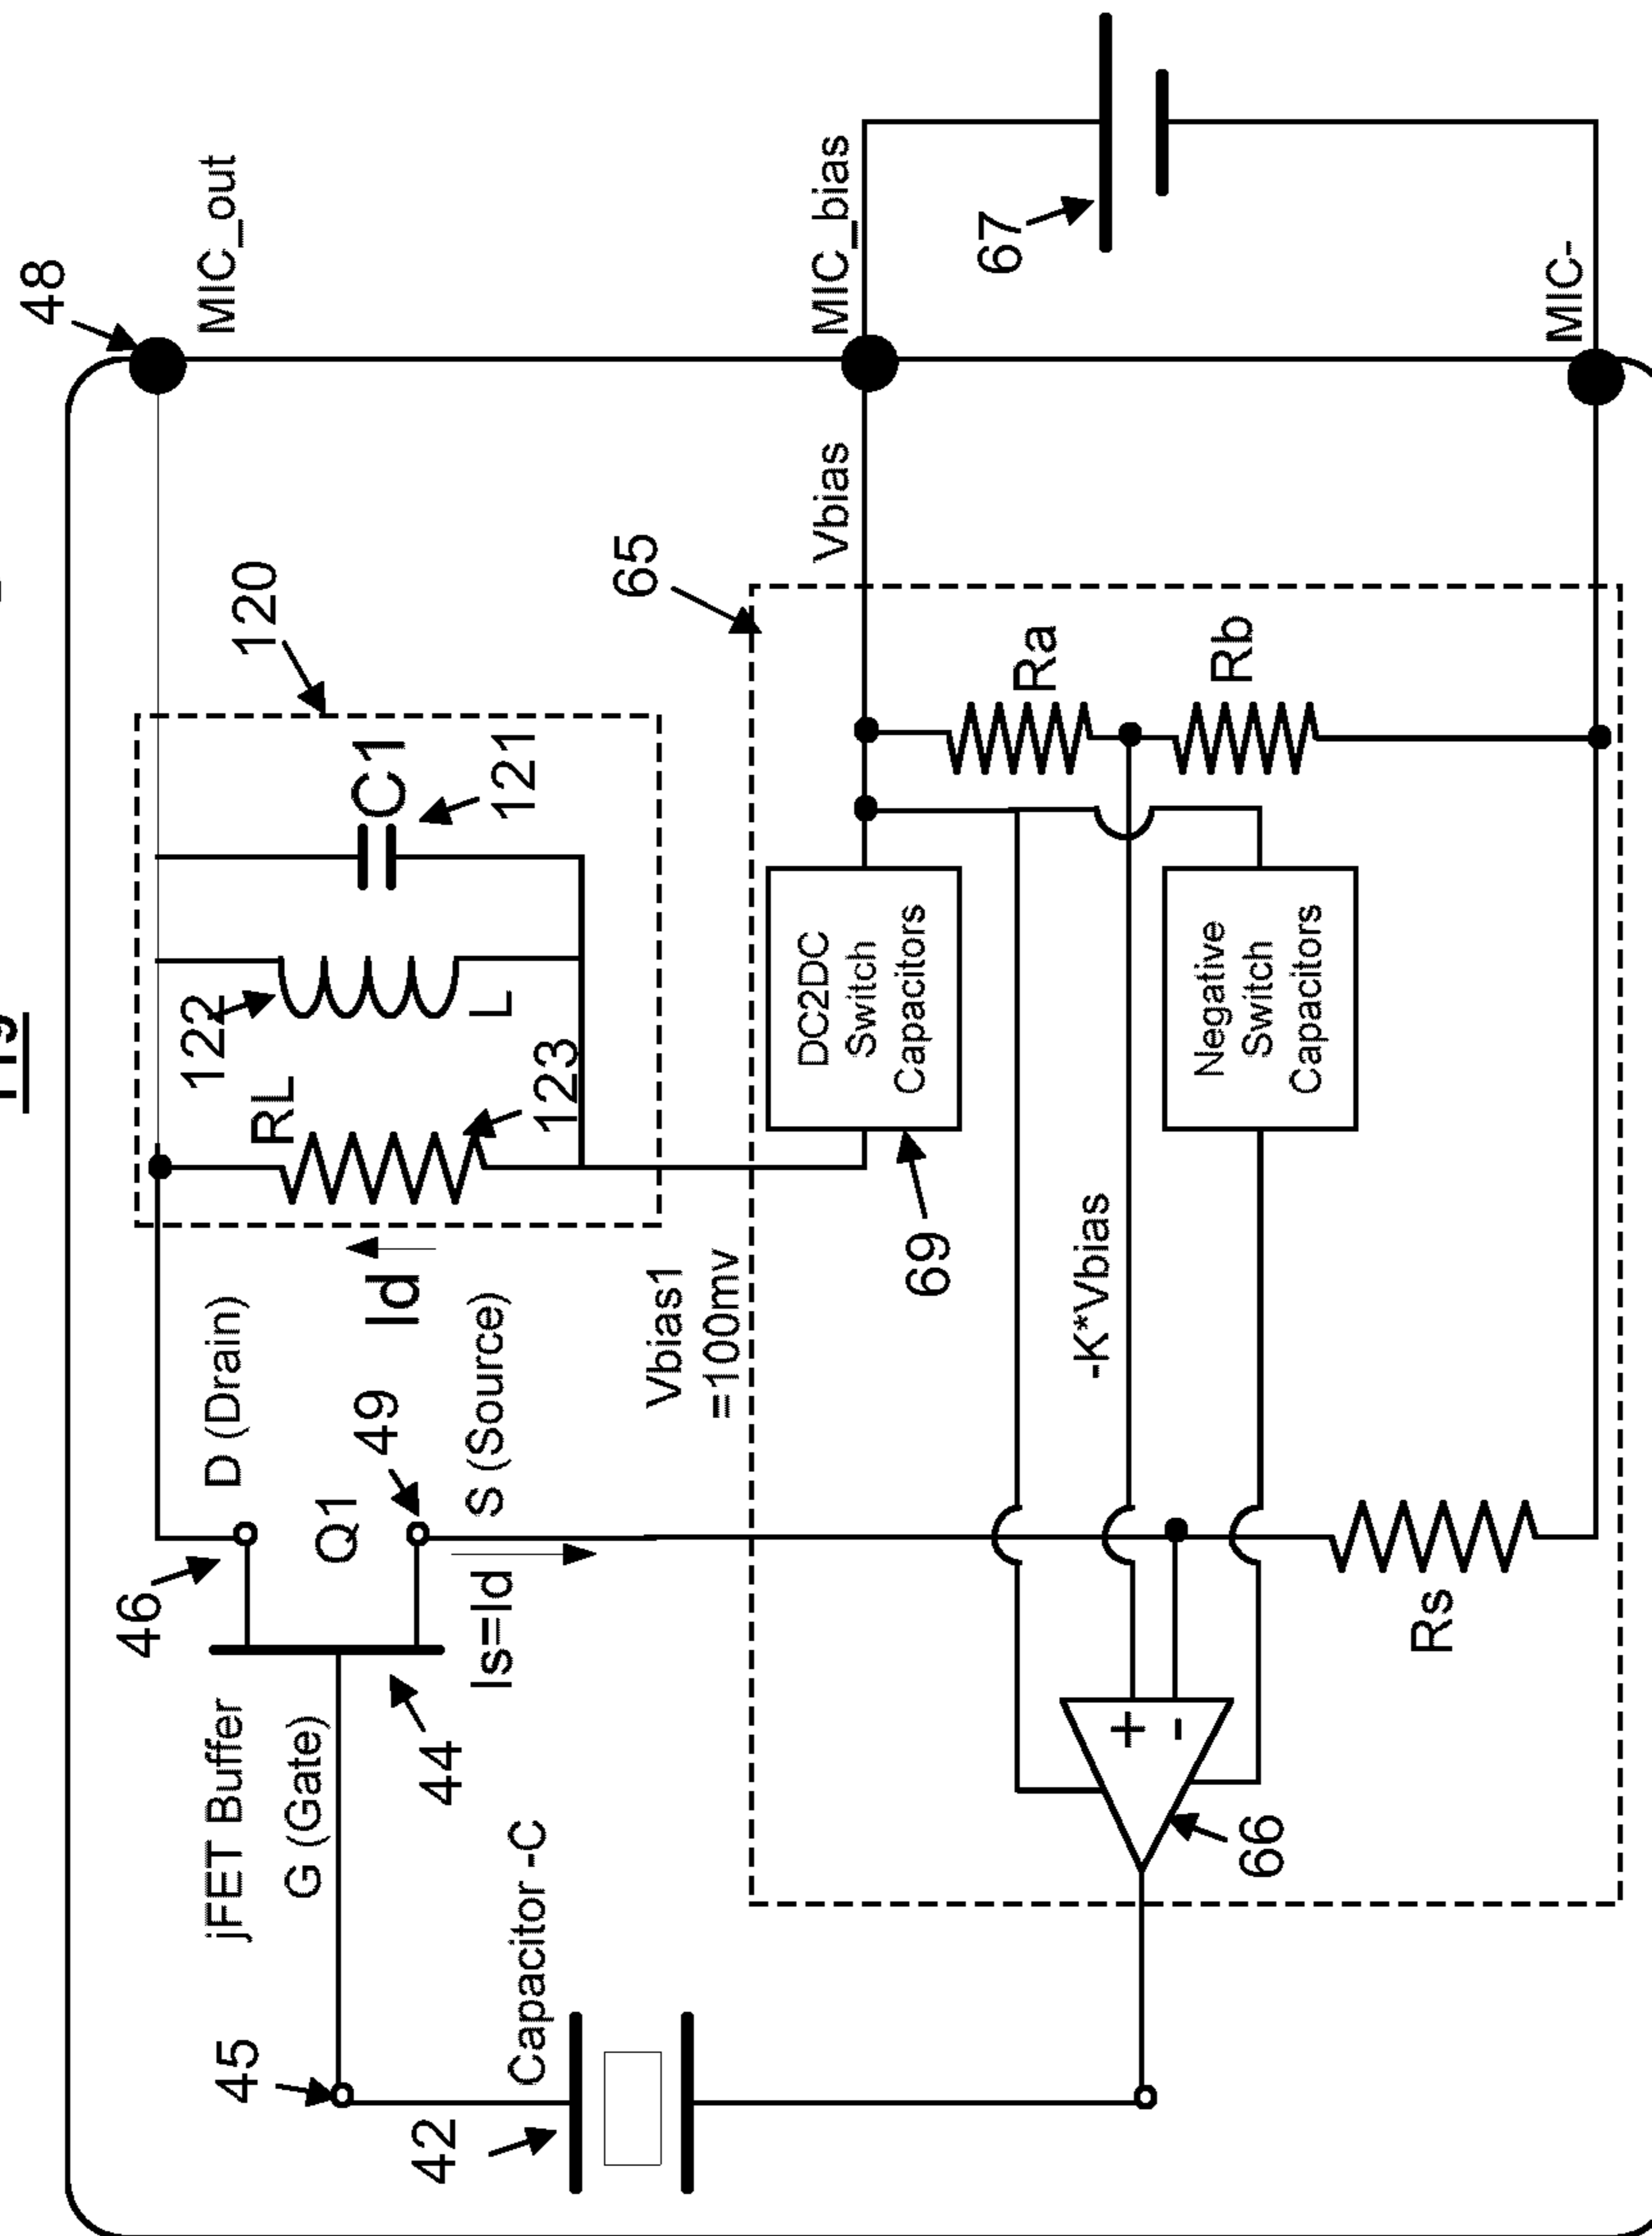 48
MIC_out
120
C1
121
122
L
RL
123
Id
D (Drain)
46
Q1
49
S (Source)
Is=Id
jFET Buffer
G (Gate)
44
45
Capacitor -C
42
Vbias1
=100mv
65
Vbias
MIC_bias
67
MIC-
Ra
Rb
DC2DC
Switch
Capacitors
69
Negative
Switch
Capacitors
-K*Vbias
+
-
66
Rs